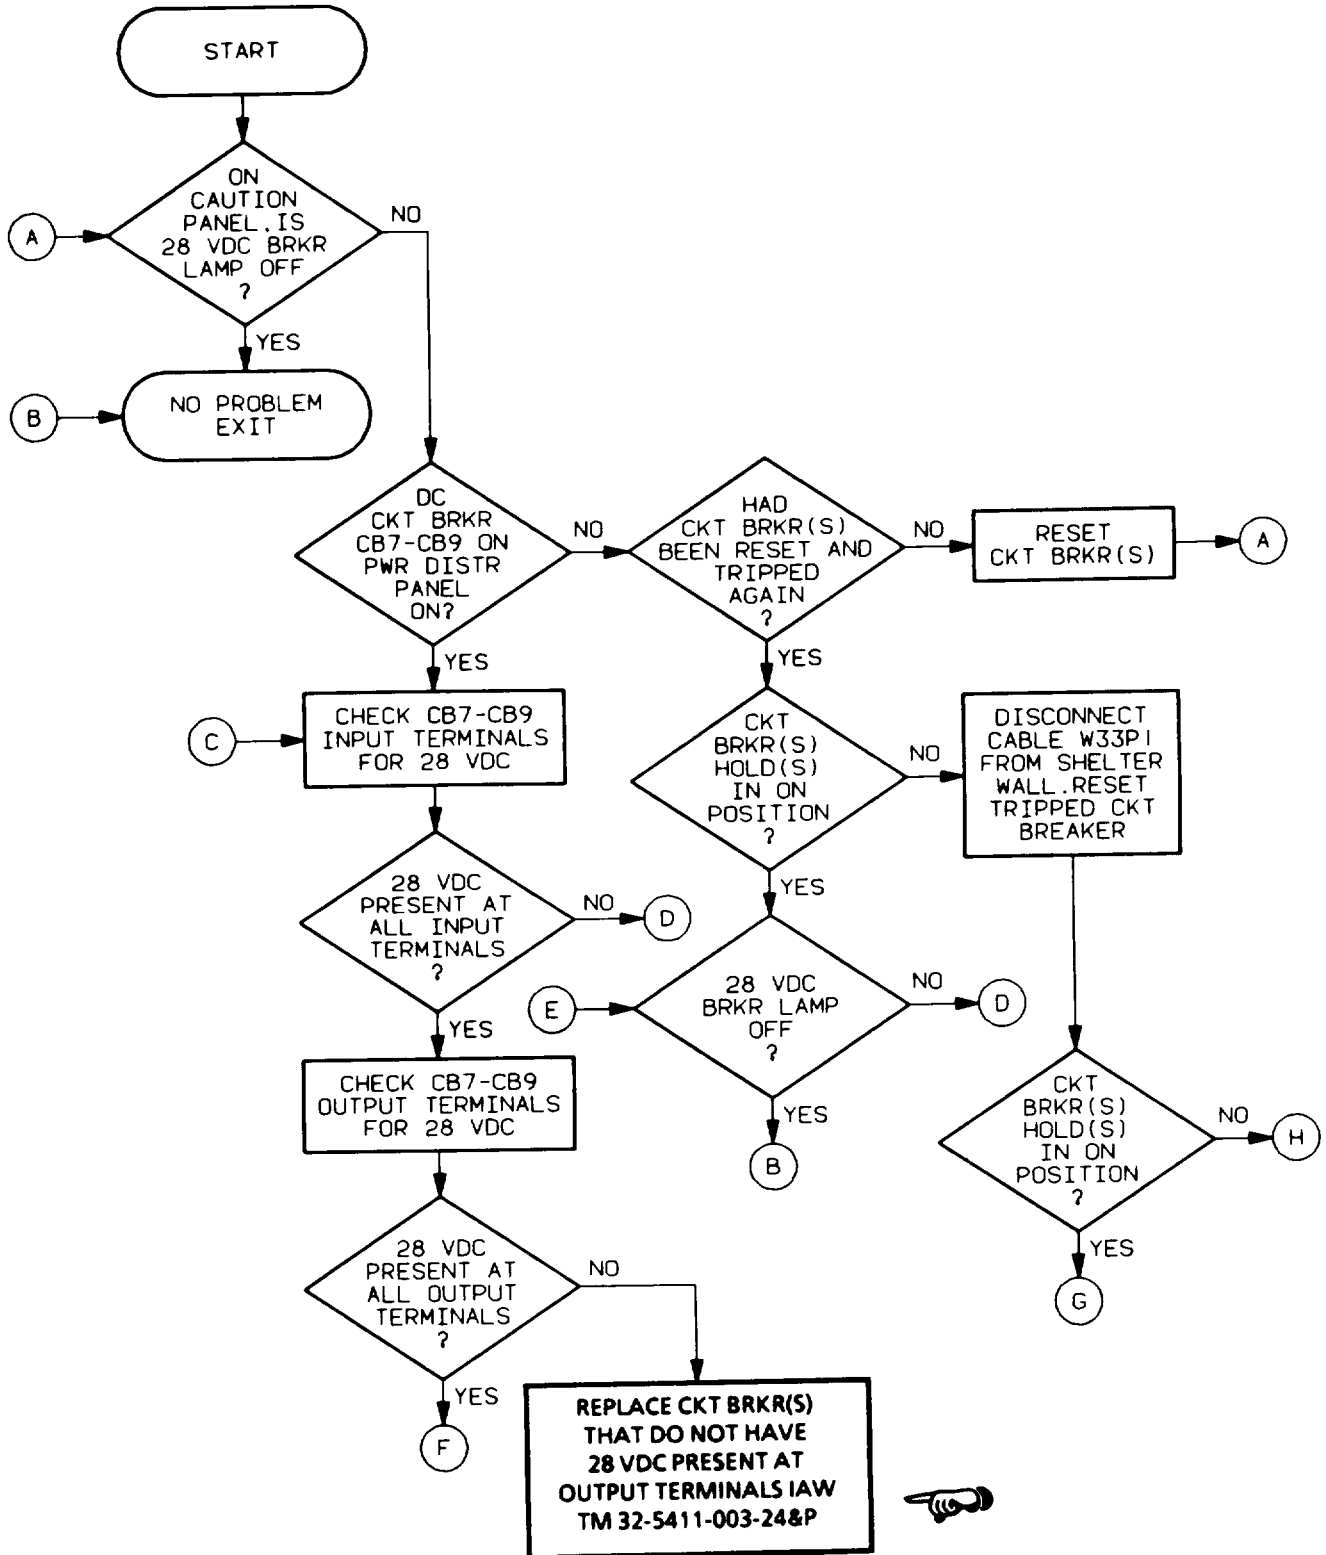 START
ON
CAUTION
PANEL, IS
28 VDC BRKR
LAMP OFF
?
A
NO
YES
NO PROBLEM
EXIT
B
DC
CKT BRKR
CB7-CB9 ON
PWR DISTR
PANEL
ON?
NO
HAD
CKT BRKR(S)
BEEN RESET AND
TRIPPED
AGAIN
?
NO
RESET
CKT BRKR(S)
A
YES
YES
C
CHECK CB7-CB9
INPUT TERMINALS
FOR 28 VDC
CKT
BRKR(S)
HOLD(S)
IN ON
POSITION
?
NO
DISCONNECT
CABLE W33P1
FROM SHELTER
WALL. RESET
TRIPPED CKT
BREAKER
28 VDC
PRESENT AT
ALL INPUT
TERMINALS
?
NO
D
YES
YES
E
28 VDC
BRKR LAMP
OFF
?
NO
D
YES
B
CHECK CB7-CB9
OUTPUT TERMINALS
FOR 28 VDC
CKT
BRKR(S)
HOLD(S)
IN ON
POSITION
?
NO
H
YES
G
28 VDC
PRESENT AT
ALL OUTPUT
TERMINALS
?
NO
YES
F
REPLACE CKT BRKR(S)
THAT DO NOT HAVE
28 VDC PRESENT AT
OUTPUT TERMINALS IAW
TM 32-5411-003-24&P